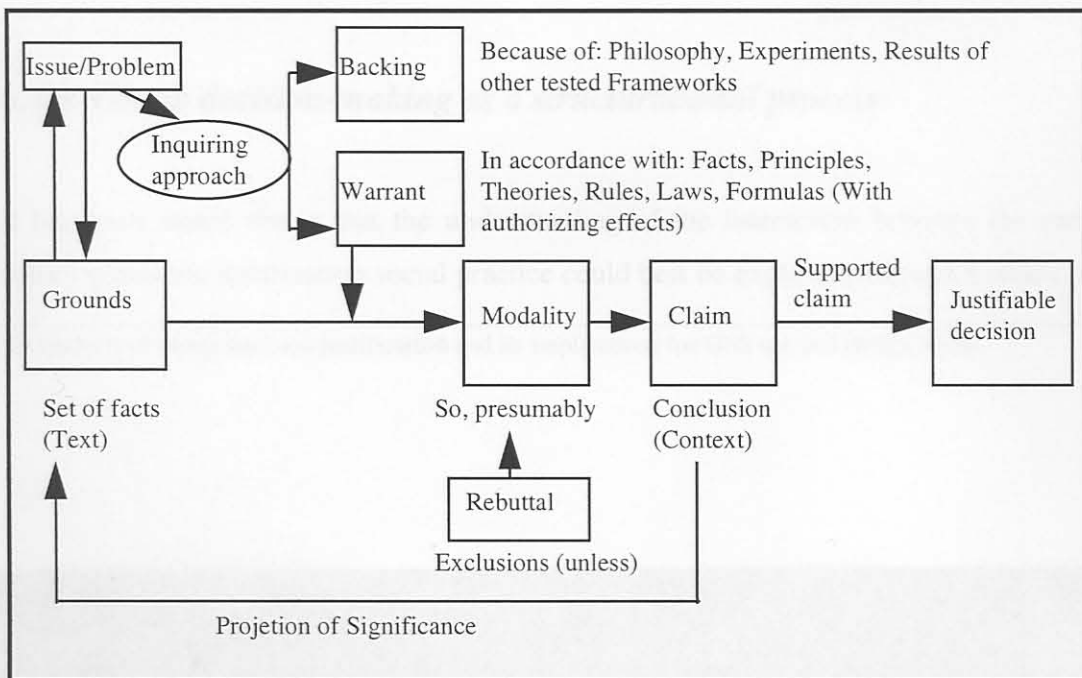 Issue/Problem
Backing
Because of: Philosophy, Experiments, Results of
other tested Frameworks
Inquiring
approach
Warrant
In accordance with: Facts, Principles,
Theories, Rules, Laws, Formulas (With
authorizing effects)
Grounds
Modality
Claim
Supported
claim
Justifiable
decision
Set of facts
(Text)
So, presumably
Conclusion
(Context)
Rebuttal
Exclusions (unless)
Projetion of Significance